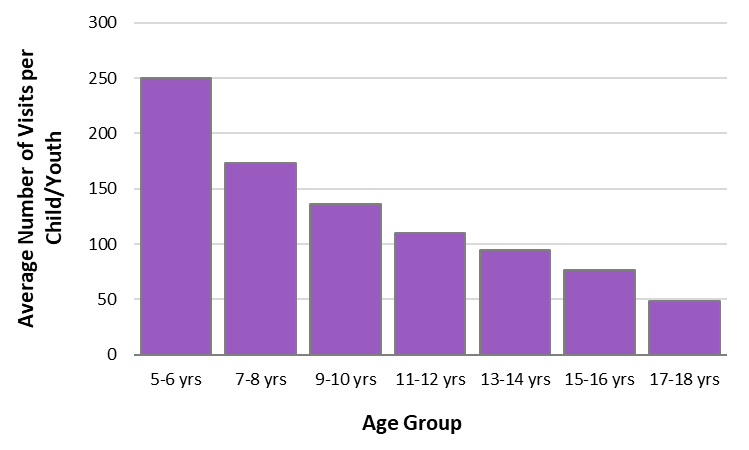 300
250
200
150
100
50
0
Average Number of Visits per
Child/Youth
5-6 yrs
7-8 yrs
9-10 yrs
11-12 yrs
13-14 yrs
15-16 yrs
17-18 yrs
Age Group